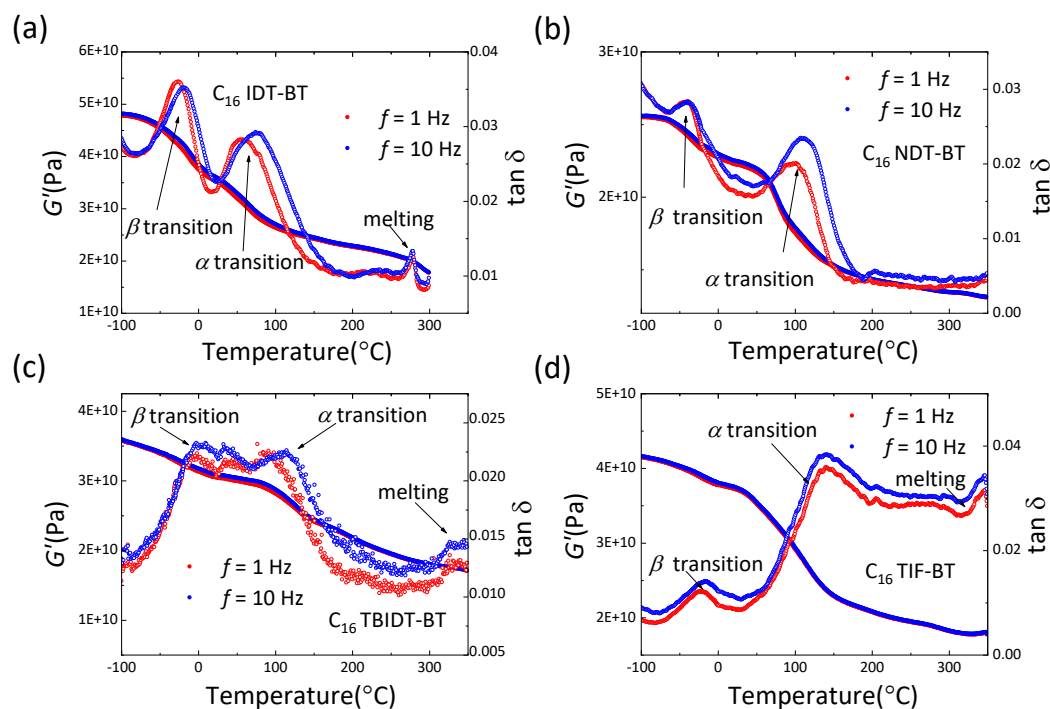 (a)
6E+10
5E+10
4E+10
3E+10
2E+10
1E+10
G'(Pa)
-100 0 100 200 300
Temperature(°C)
0.04
0.03
0.02
0.01
tan δ
C16 IDT-BT
f = 1 Hz
f = 10 Hz
β transition
α transition
melting
(b)
3E+10
2E+10
G'(Pa)
-100 0 100 200 300
Temperature(°C)
0.03
0.02
0.01
0.00
tan δ
f = 1 Hz
f = 10 Hz
C16 NDT-BT
β transition
α transition
(c)
4E+10
3E+10
2E+10
1E+10
G'(Pa)
-100 0 100 200 300
Temperature(°C)
0.025
0.020
0.015
0.010
0.005
tan δ
β transition
α transition
melting
f = 1 Hz
f = 10 Hz
C16 TBIDT-BT
(d)
5E+10
4E+10
3E+10
2E+10
G'(Pa)
-100 0 100 200 300
Temperature(°C)
0.04
0.02
0.00
tan δ
f = 1 Hz
f = 10 Hz
α transition
melting
β transition
C16 TIF-BT